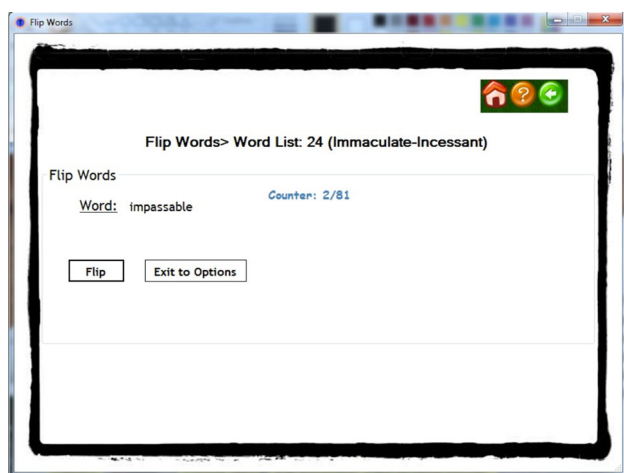 Flip Words
Flip Words> Word List: 24 (Immaculate-Incessant)
Flip Words
Counter: 2/81
Word: impassable
Flip
Exit to Options